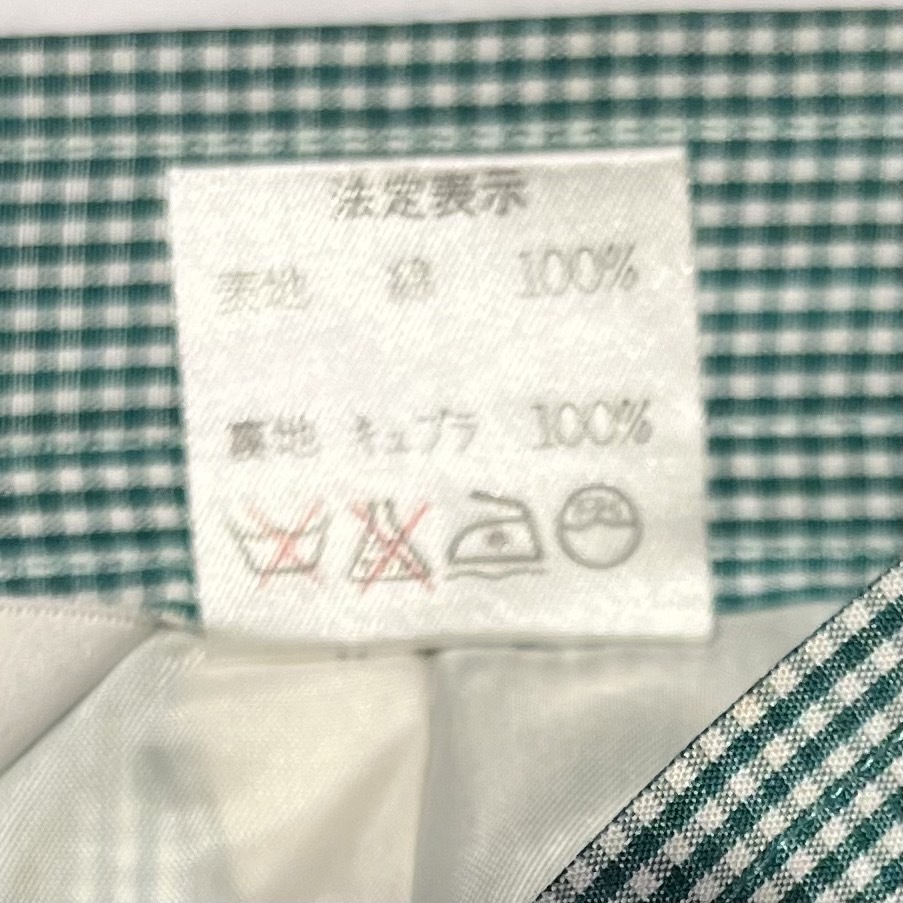 法定表示
表地 綿 100%
裏地 キュプラ 100%